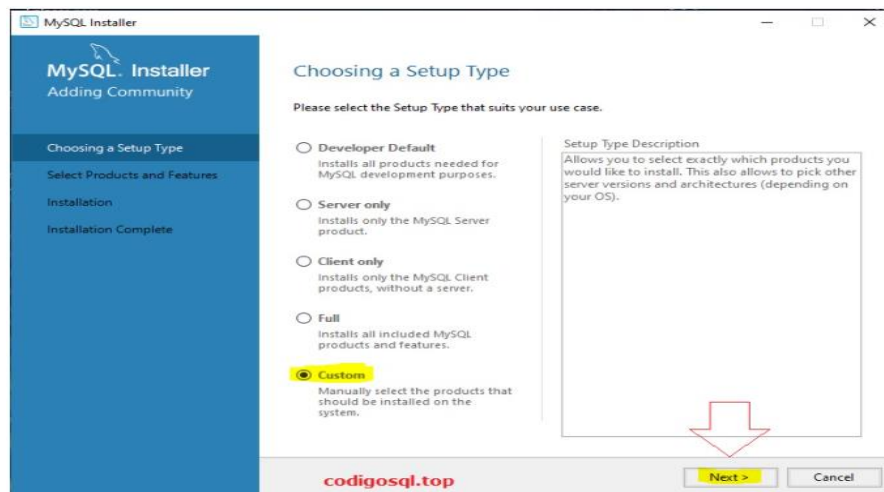 MySQL Installer
MySQL. Installer
Adding Community
Choosing a Setup Type
Select Products and Features
Installation
Installation Complete
Choosing a Setup Type
Please select the Setup Type that suits your use case.
Developer Default
Installs all products needed for
MySQL development purposes.
Server only
Installs only the MySQL Server
product.
Client only
Installs only the MySQL Client
products, without a server.
Full
Installs all included MySQL
products and features.
Custom
Manually select the products that
should be installed on the
system.
Setup Type Description
Allows you to select exactly which products you
would like to install. This also allows to pick other
server versions and architectures (depending on
your OS).
codigosql.top
Next >
Cancel